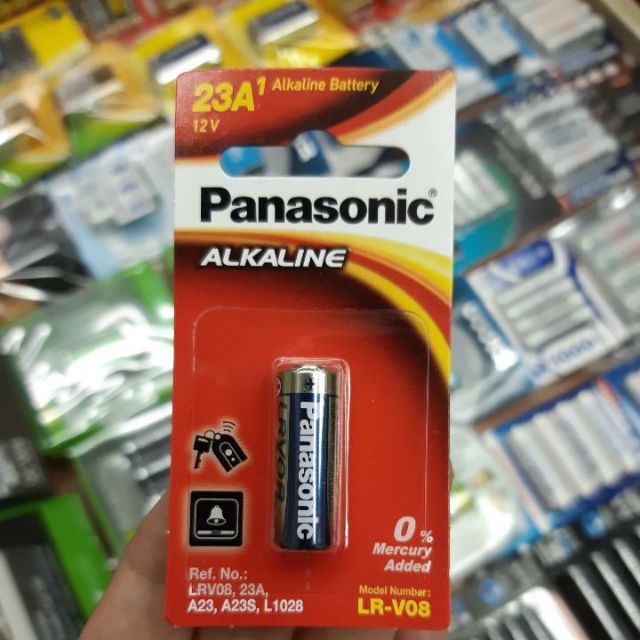 23A¹ Alkaline Battery
12V
Panasonic®
ALKALINE
+
Panasonic
LRV08
0%
Mercury
Added
Ref. No.:
LRV08, 23A,
A23, A23S, L1028
Model Number:
LR-V08